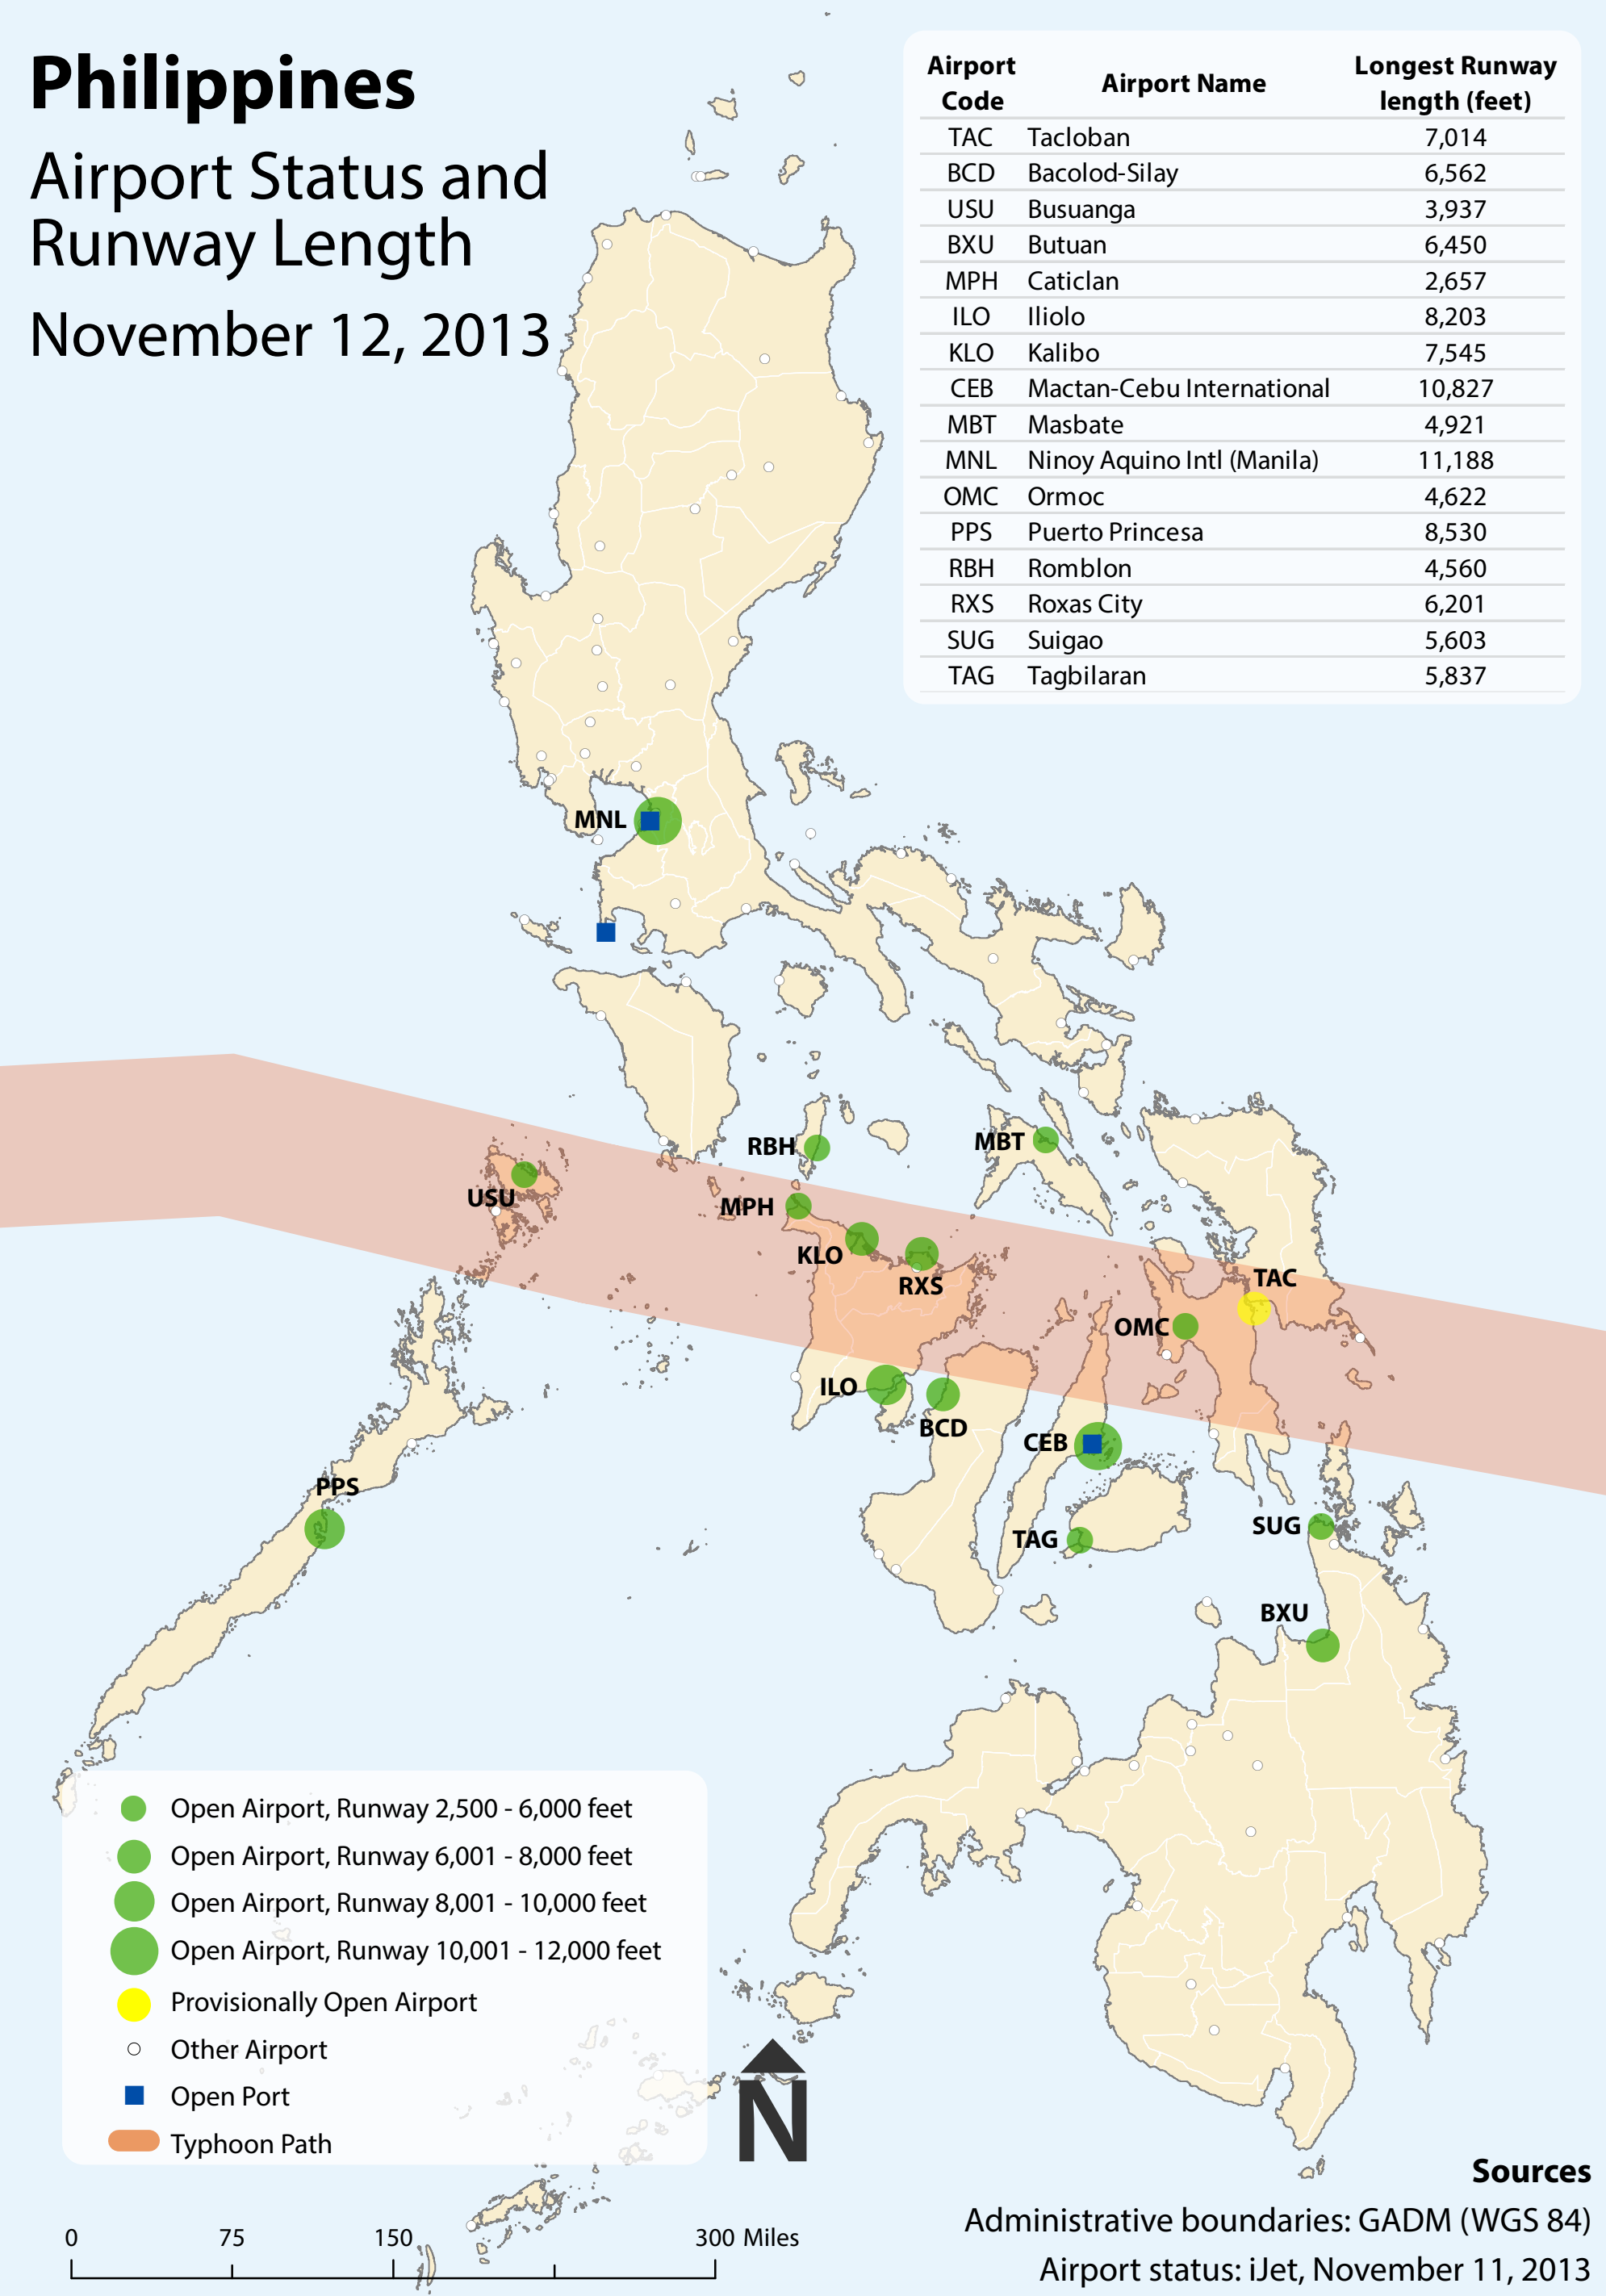 Philippines
Airport Status and
Runway Length
November 12, 2013
Airport Code Airport Name Longest Runway length (feet)
TAC Tacloban 7,014
BCD Bacolod-Silay 6,562
USU Busuanga 3,937
BXU Butuan 6,450
MPH Caticlan 2,657
ILO Iliolo 8,203
KLO Kalibo 7,545
CEB Mactan-Cebu International 10,827
MBT Masbate 4,921
MNL Ninoy Aquino Intl (Manila) 11,188
OMC Ormoc 4,622
PPS Puerto Princesa 8,530
RBH Romblon 4,560
RXS Roxas City 6,201
SUG Suigao 5,603
TAG Tagbilaran 5,837
MNL
RBH
MBT
USU
MPH
KLO
RXS
TAC
OMC
ILO
BCD
CEB
PPS
TAG
SUG
BXU
Open Airport, Runway 2,500 - 6,000 feet
Open Airport, Runway 6,001 - 8,000 feet
Open Airport, Runway 8,001 - 10,000 feet
Open Airport, Runway 10,001 - 12,000 feet
Provisionally Open Airport
Other Airport
Open Port
Typhoon Path
N
0 75 150 300 Miles
Sources
Administrative boundaries: GADM (WGS 84)
Airport status: iJet, November 11, 2013